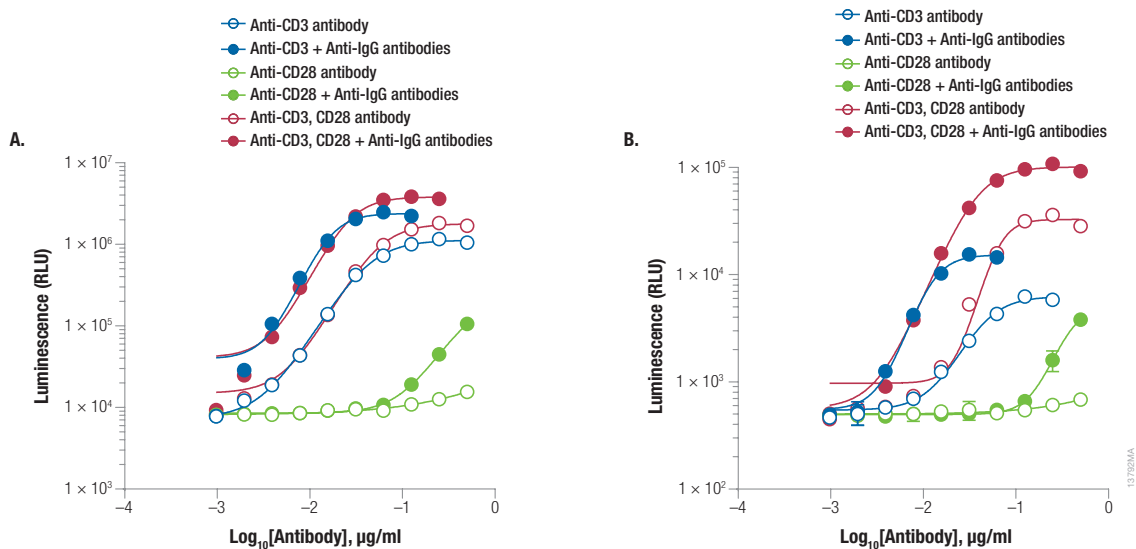 Anti-CD3 antibody
Anti-CD3 + Anti-IgG antibodies
Anti-CD28 antibody
Anti-CD28 + Anti-IgG antibodies
Anti-CD3, CD28 antibody
Anti-CD3, CD28 + Anti-IgG antibodies
A.
1 × 10⁷
1 × 10⁶
1 × 10⁵
1 × 10⁴
1 × 10³
Luminescence (RLU)
–4
–3
–2
–1
0
Log₁₀[Antibody], µg/ml
Anti-CD3 antibody
Anti-CD3 + Anti-IgG antibodies
Anti-CD28 antibody
Anti-CD28 + Anti-IgG antibodies
Anti-CD3, CD28 antibody
Anti-CD3, CD28 + Anti-IgG antibodies
B.
1 × 10⁵
1 × 10⁴
1 × 10³
1 × 10²
Luminescence (RLU)
–4
–3
–2
–1
0
Log₁₀[Antibody], µg/ml
13792MA